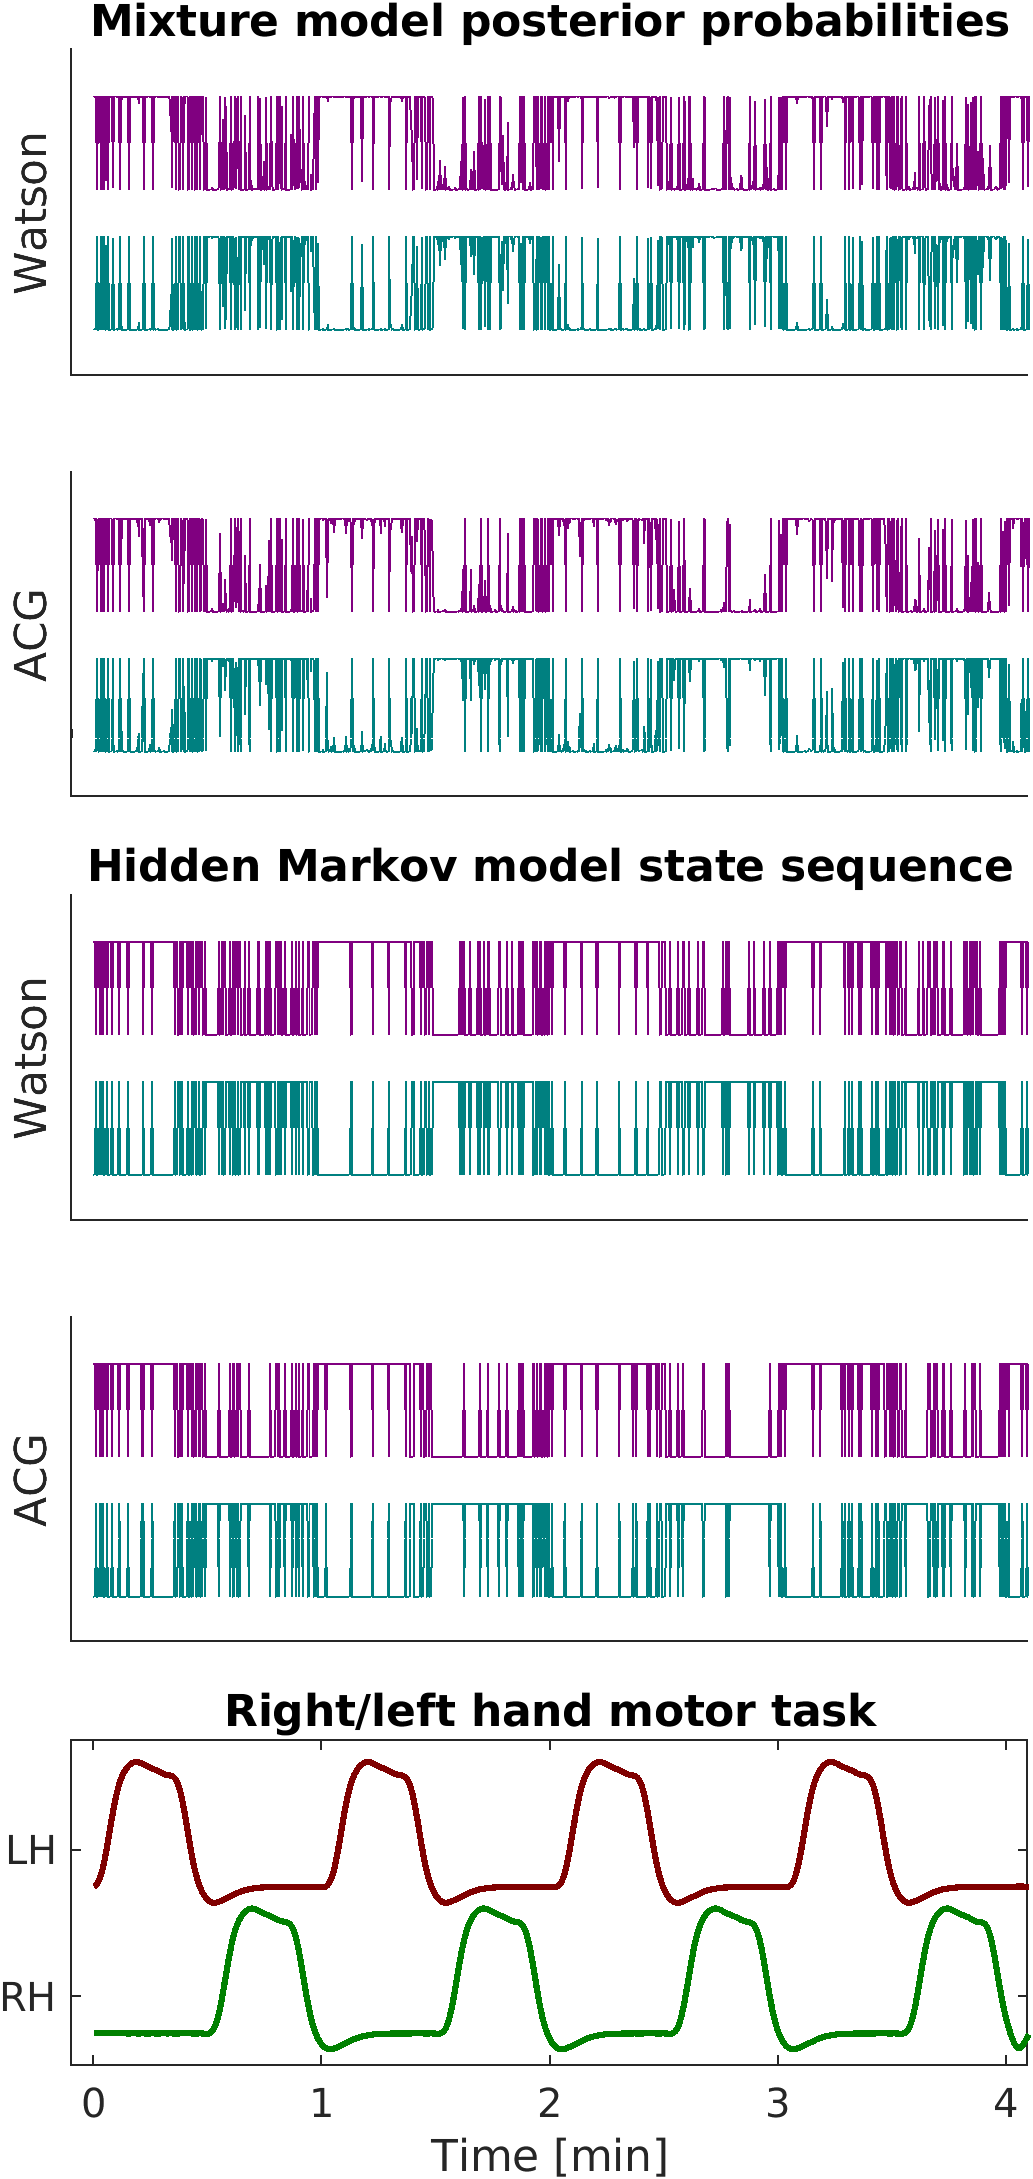 Mixture model posterior probabilities
Watson
ACG
Hidden Markov model state sequence
Watson
ACG
Right/left hand motor task
LH
RH
0 1 2 3 4
Time [min]